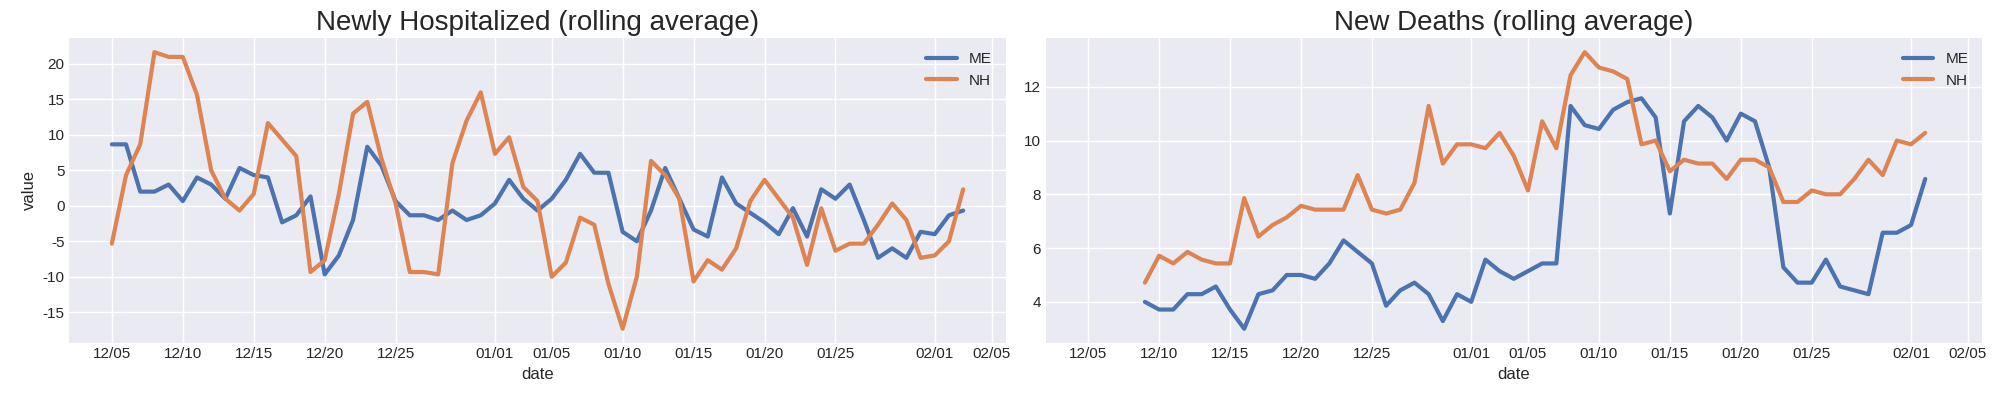 Newly Hospitalized (rolling average)
ME
NH
20
15
10
5
0
-5
-10
-15
value
12/05 12/10 12/15 12/20 12/25 01/01 01/05 01/10 01/15 01/20 01/25 02/01 02/05
date
New Deaths (rolling average)
ME
NH
12
10
8
6
4
12/05 12/10 12/15 12/20 12/25 01/01 01/05 01/10 01/15 01/20 01/25 02/01 02/05
date